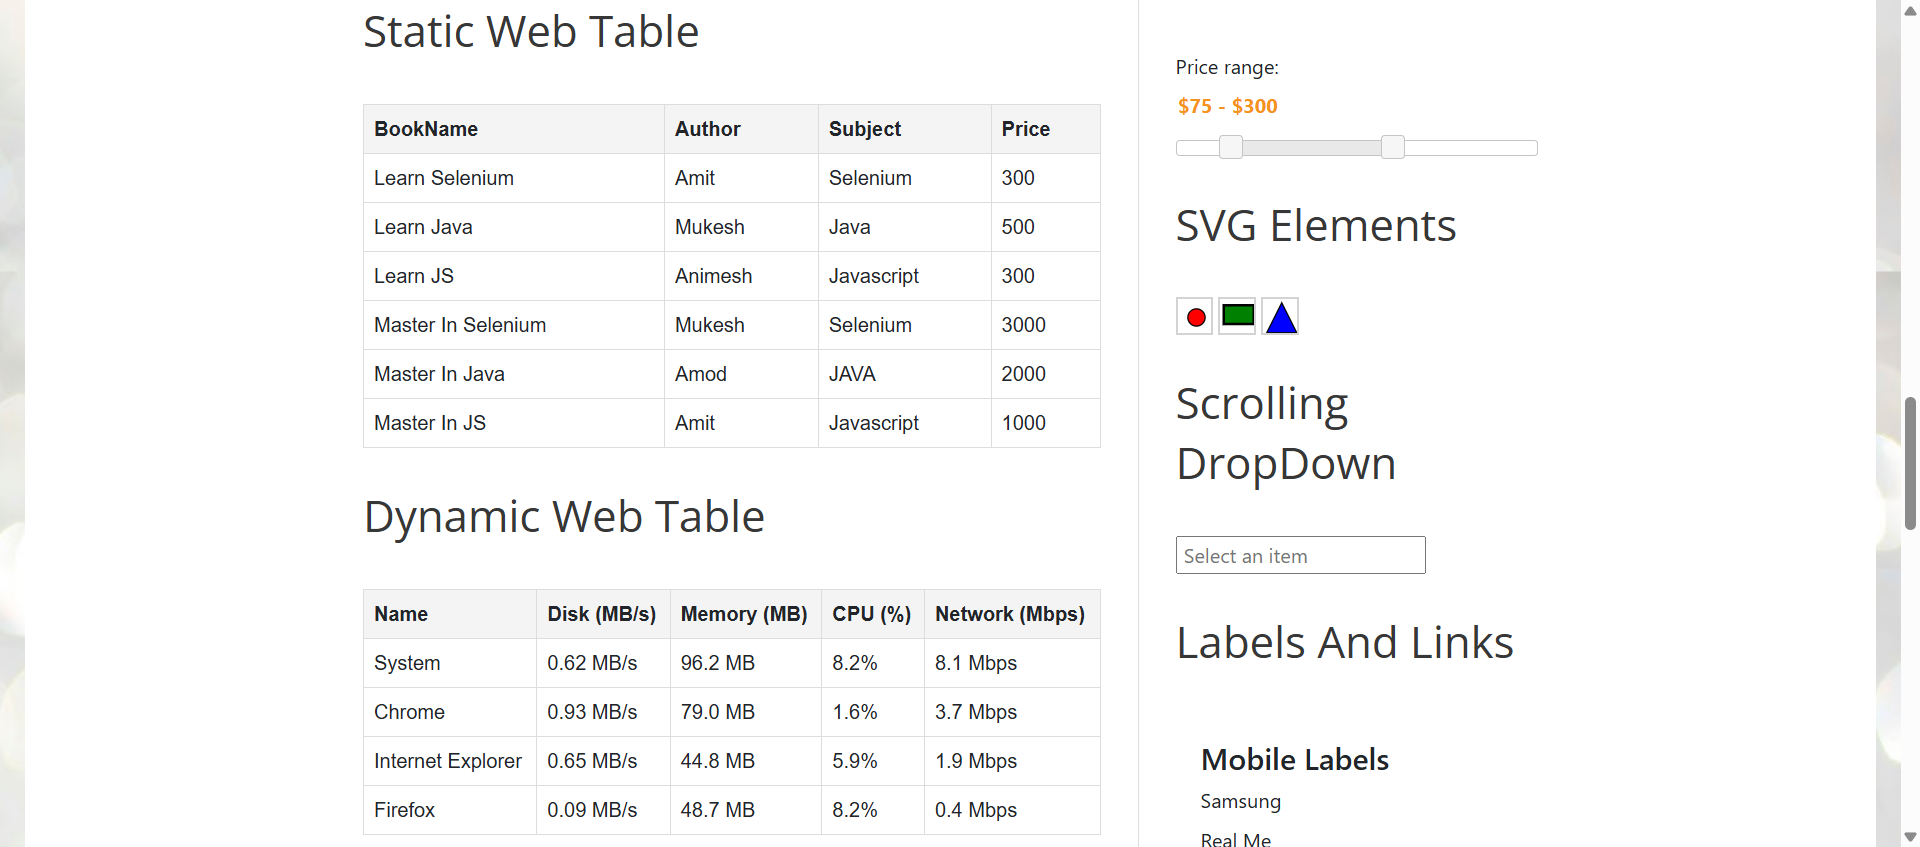 Static Web Table
BookName Author Subject Price
Learn Selenium Amit Selenium 300
Learn Java Mukesh Java 500
Learn JS Animesh Javascript 300
Master In Selenium Mukesh Selenium 3000
Master In Java Amod JAVA 2000
Master In JS Amit Javascript 1000
Dynamic Web Table
Name Disk (MB/s) Memory (MB) CPU (%) Network (Mbps)
System 0.62 MB/s 96.2 MB 8.2% 8.1 Mbps
Chrome 0.93 MB/s 79.0 MB 1.6% 3.7 Mbps
Internet Explorer 0.65 MB/s 44.8 MB 5.9% 1.9 Mbps
Firefox 0.09 MB/s 48.7 MB 8.2% 0.4 Mbps
Price range:
$75 - $300
SVG Elements
Scrolling
DropDown
Select an item
Labels And Links
Mobile Labels
Samsung
Real Me